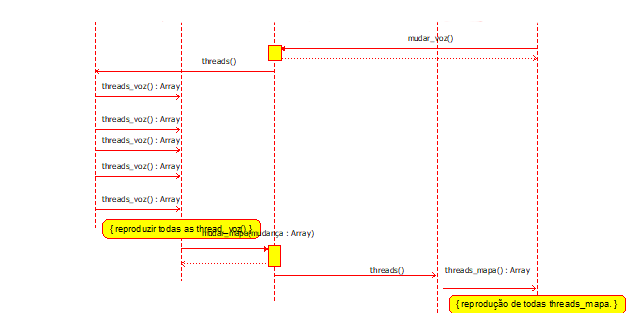 mudar_voz()
threads()
threads_voz() : Array
threads_voz() : Array
threads_voz() : Array
threads_voz() : Array
threads_voz() : Array
{ reproduzir todas as thread_voz() }
mudar_mapa(mudança : Array)
threads()
threads_mapa() : Array
{ reprodução de todas threads_mapa. }